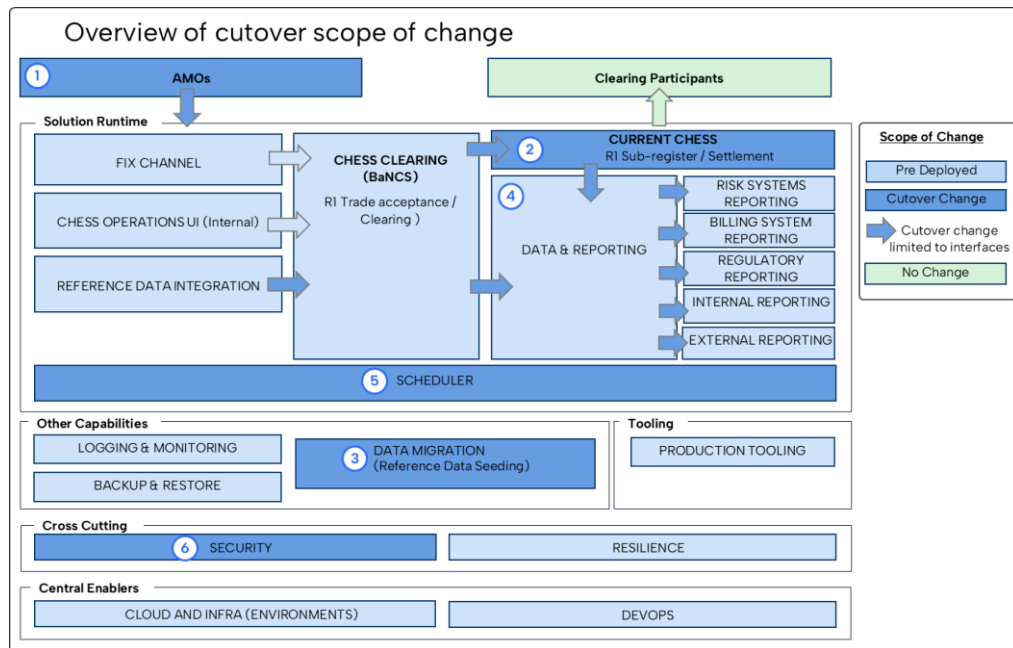 Overview of cutover scope of change
1
AMOs
Clearing Participants
Solution Runtime
FIX CHANNEL
CHESS OPERATIONS UI (Internal)
REFERENCE DATA INTEGRATION
CHESS CLEARING
(BaNCS)
R1 Trade acceptance /
Clearing )
2
CURRENT CHESS
R1 Sub-register / Settlement
4
DATA & REPORTING
RISK SYSTEMS
REPORTING
BILLING SYSTEM
REPORTING
REGULATORY
REPORTING
INTERNAL REPORTING
EXTERNAL REPORTING
5
SCHEDULER
Scope of Change
Pre Deployed
Cutover Change
Cutover change
limited to interfaces
No Change
Other Capabilities
LOGGING & MONITORING
BACKUP & RESTORE
3
DATA MIGRATION
(Reference Data Seeding)
Tooling
PRODUCTION TOOLING
Cross Cutting
6
SECURITY
RESILIENCE
Central Enablers
CLOUD AND INFRA (ENVIRONMENTS)
DEVOPS